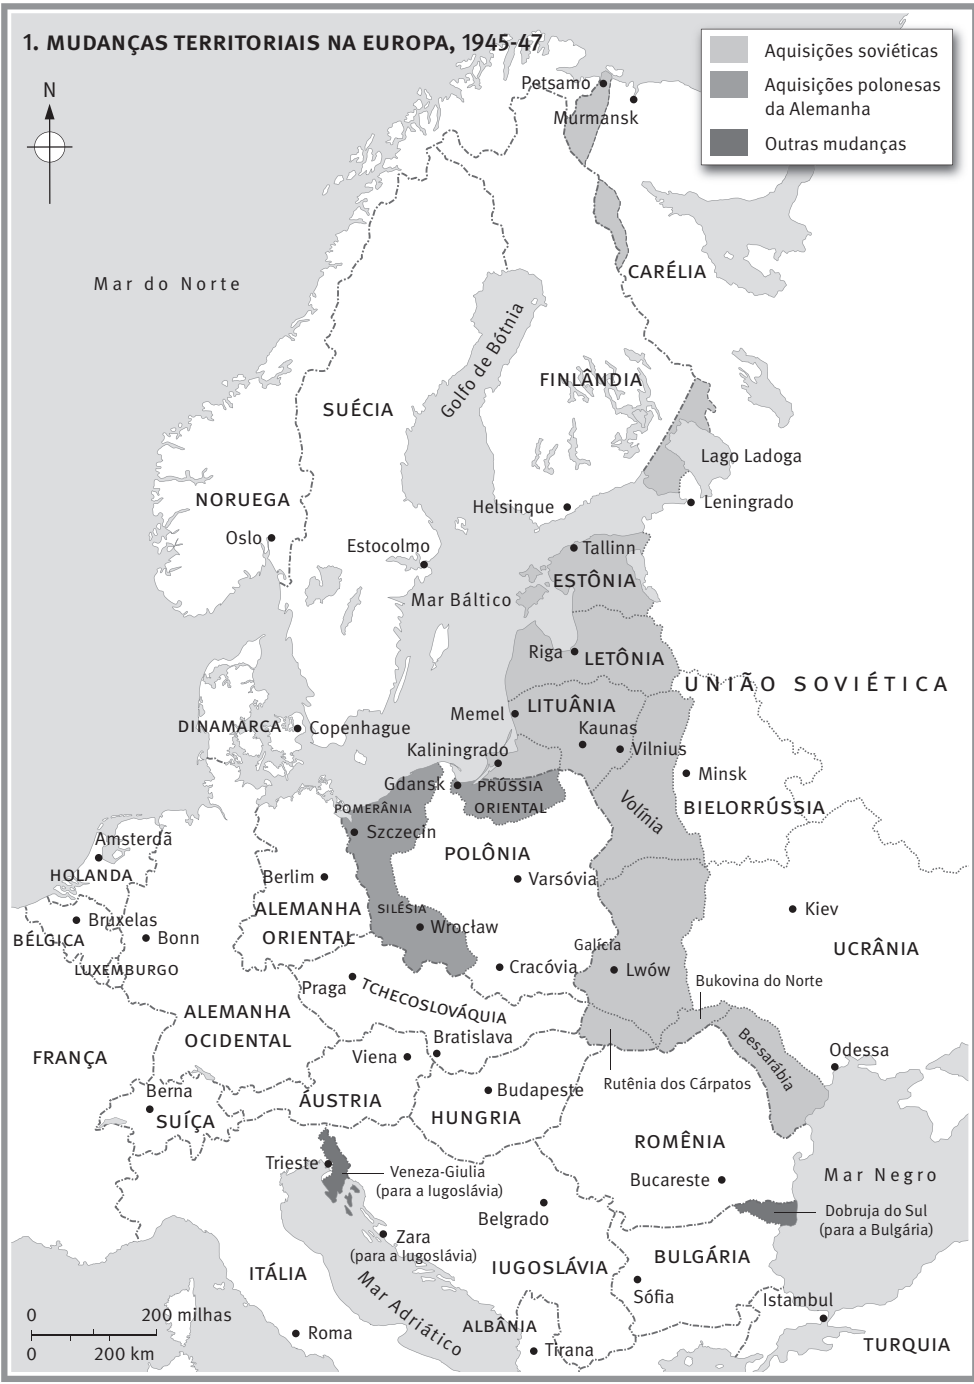 1. MUDANÇAS TERRITORIAIS NA EUROPA, 1945-47
Aquisições soviéticas
Aquisições polonesas
da Alemanha
Outras mudanças
N
Petsamo
Murmansk
Mar do Norte
CARÉLIA
Golfo de Bótnia
FINLÂNDIA
SUÉCIA
Lago Ladoga
NORUEGA
Helsinque
Leningrado
Oslo
Estocolmo
Tallinn
ESTÔNIA
Mar Báltico
Riga
LETÔNIA
UNIÃO SOVIÉTICA
LITUÂNIA
Memel
DINAMARCA
Copenhague
Kaunas
Kaliningrado
Vilnius
Minsk
Gdansk
PRÚSSIA
ORIENTAL
POMERÂNIA
Volínia
BIELORRÚSSIA
Szczecin
Amsterdã
POLÔNIA
HOLANDA
Berlim
Varsóvia
ALEMANHA
ORIENTAL
SILÉSIA
Kiev
Bruxelas
BÉLGICA
Bonn
Wrocław
Galícia
UCRÂNIA
LUXEMBURGO
Cracóvia
Lwów
Praga
TCHECOSLOVÁQUIA
Bukovina do Norte
ALEMANHA
OCIDENTAL
Bratislava
FRANÇA
Viena
Bessarábia
Odessa
Berna
Budapeste
Rutênia dos Cárpatos
SUÍÇA
ÁUSTRIA
HUNGRIA
ROMÊNIA
Trieste
Veneza-Giulia
(para a Iugoslávia)
Bucareste
Mar Negro
Belgrado
Dobruja do Sul
(para a Bulgária)
Zara
(para a Iugoslávia)
BULGÁRIA
ITÁLIA
IUGOSLÁVIA
Mar Adriático
Sófia
Istambul
0 200 milhas
0 200 km
Roma
ALBÂNIA
Tirana
TURQUIA